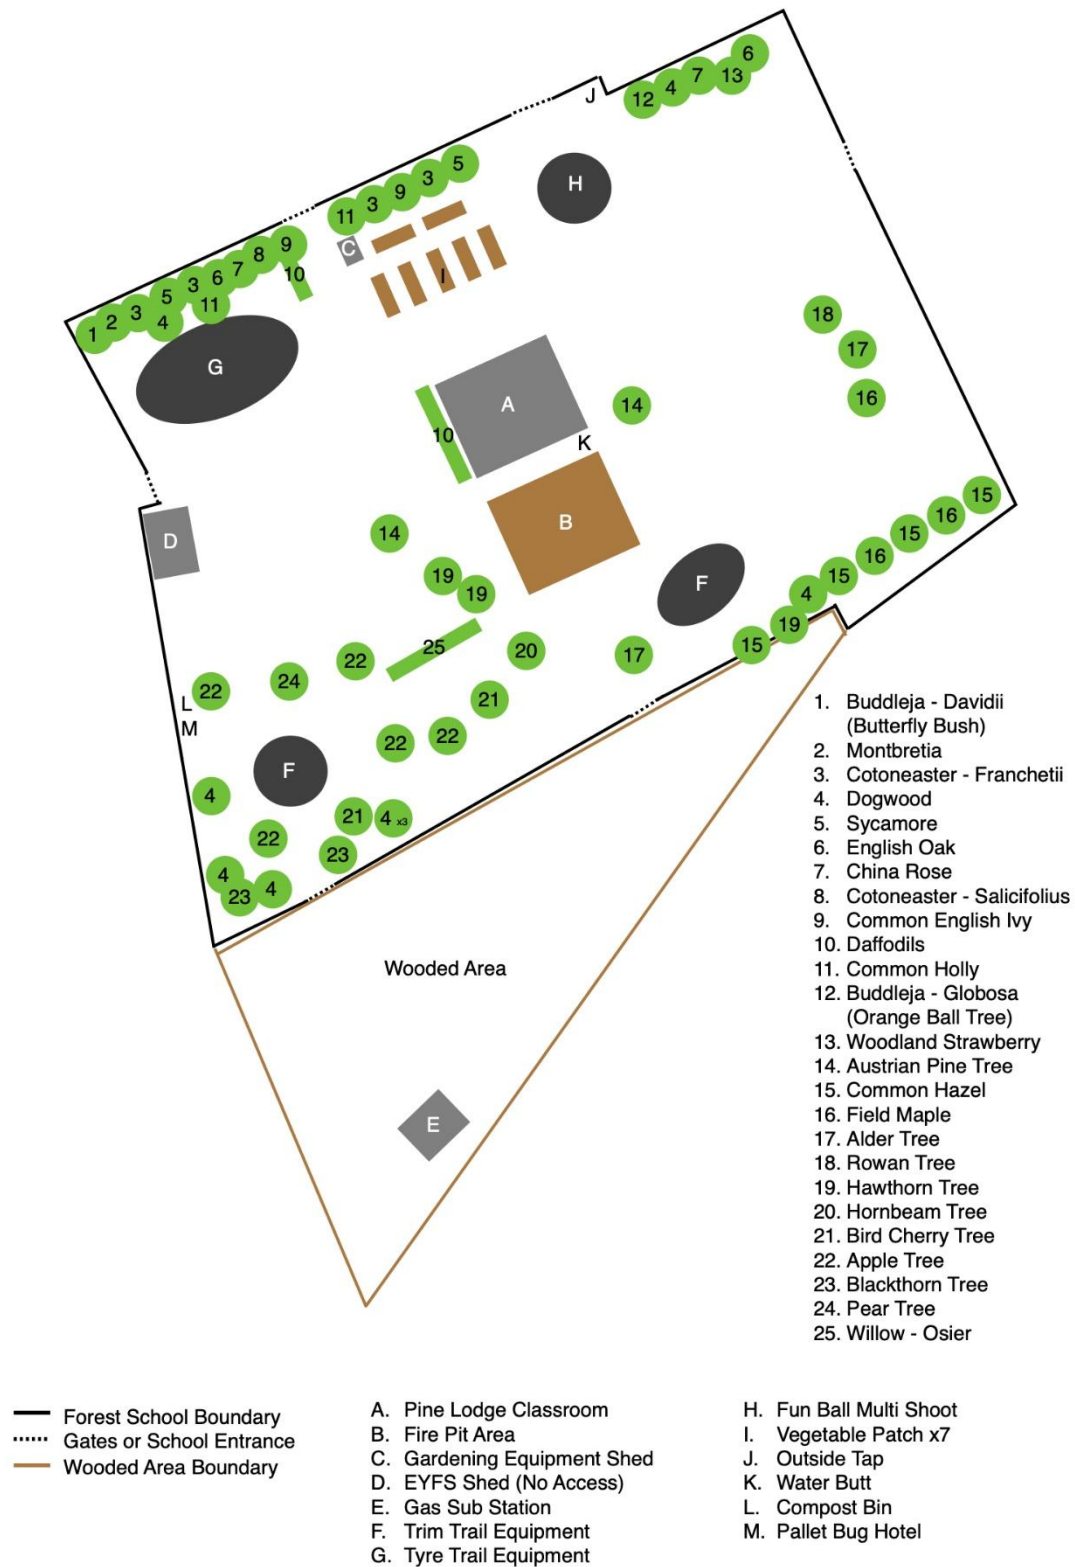 6
13
7
4
12
J
H
5
3
9
3
11
C
I
9
8
7
6
3
5
3
2
1
4
11
10
G
18
17
16
A
14
10
K
B
14
D
15
16
15
16
15
4
19
15
F
19
19
25
20
17
22
24
22
L
M
21
22
22
F
4
21
4 x3
22
23
4
23
4
Wooded Area
E
1. Buddleja - Davidii
(Butterfly Bush)
2. Montbretia
3. Cotoneaster - Franchetii
4. Dogwood
5. Sycamore
6. English Oak
7. China Rose
8. Cotoneaster - Salicifolius
9. Common English Ivy
10. Daffodils
11. Common Holly
12. Buddleja - Globosa
(Orange Ball Tree)
13. Woodland Strawberry
14. Austrian Pine Tree
15. Common Hazel
16. Field Maple
17. Alder Tree
18. Rowan Tree
19. Hawthorn Tree
20. Hornbeam Tree
21. Bird Cherry Tree
22. Apple Tree
23. Blackthorn Tree
24. Pear Tree
25. Willow - Osier
Forest School Boundary
Gates or School Entrance
Wooded Area Boundary
A. Pine Lodge Classroom
B. Fire Pit Area
C. Gardening Equipment Shed
D. EYFS Shed (No Access)
E. Gas Sub Station
F. Trim Trail Equipment
G. Tyre Trail Equipment
H. Fun Ball Multi Shoot
I. Vegetable Patch x7
J. Outside Tap
K. Water Butt
L. Compost Bin
M. Pallet Bug Hotel